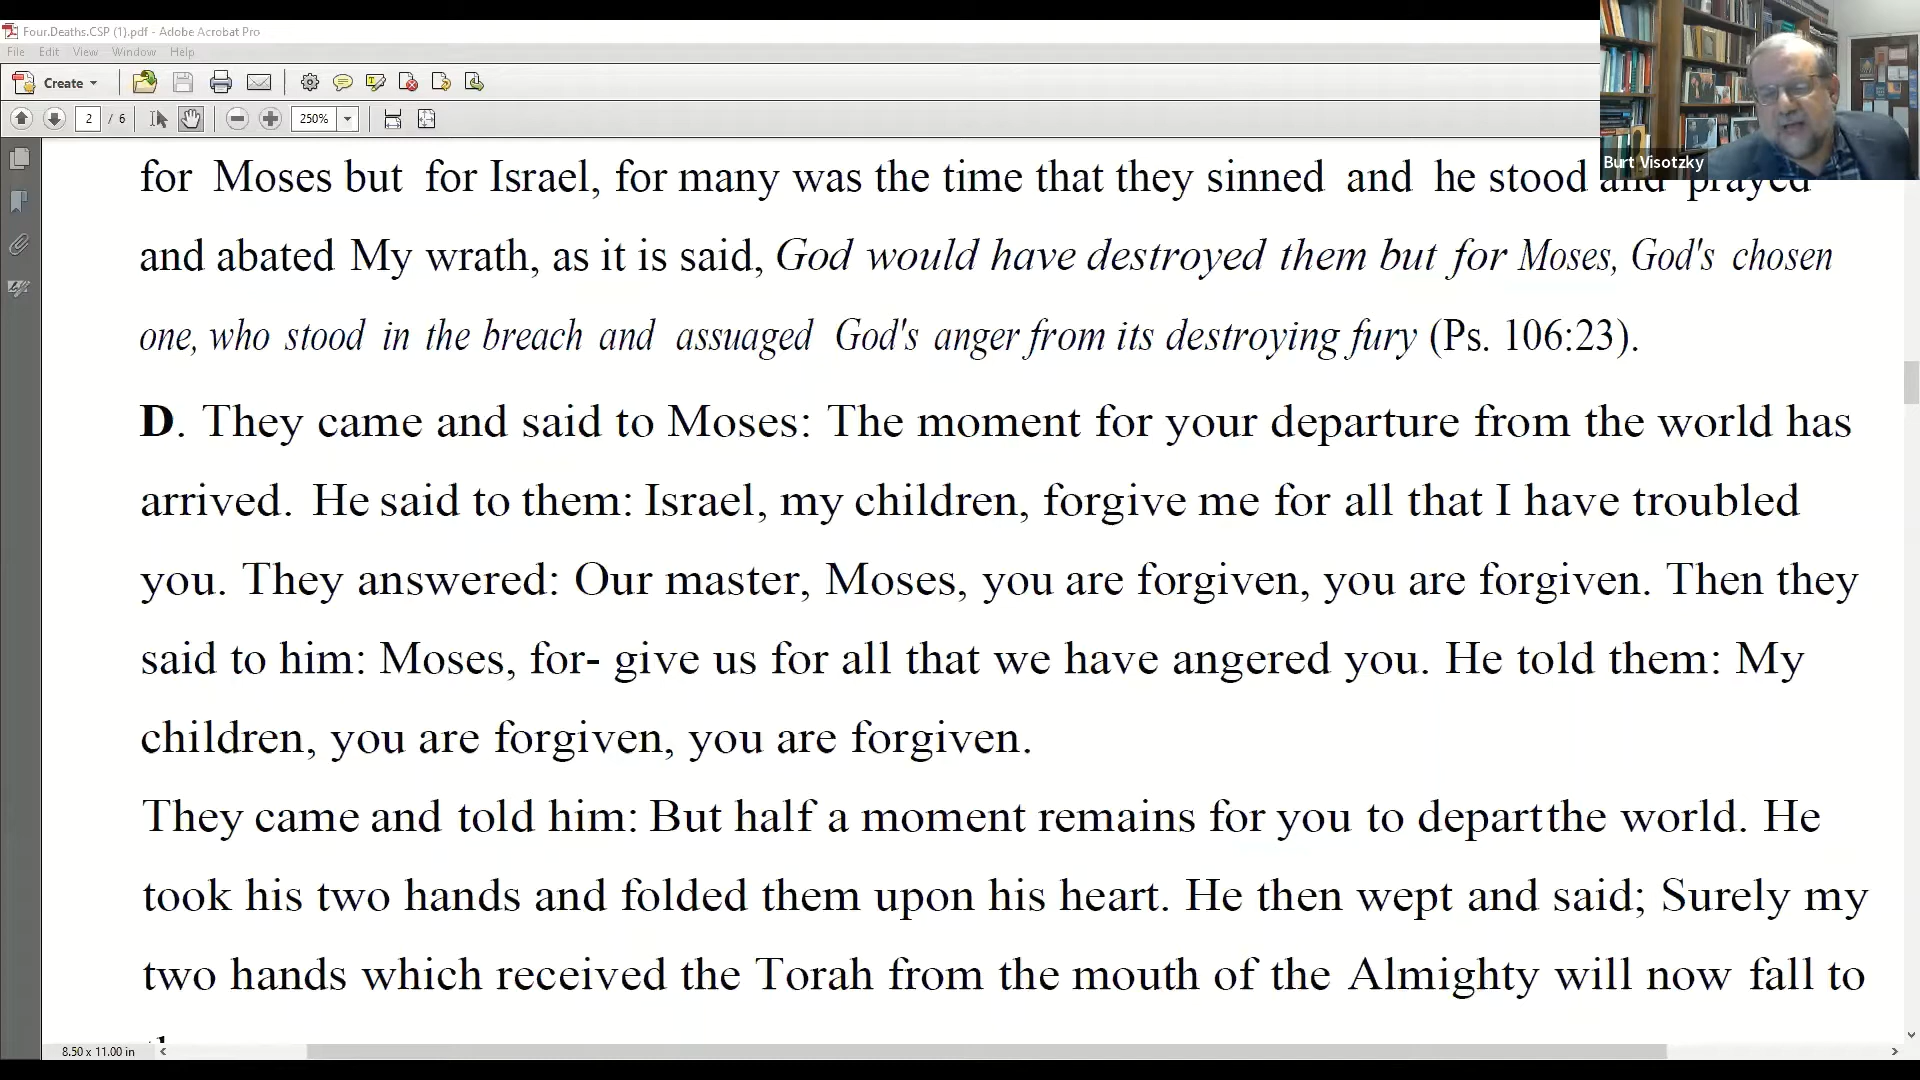 Four.Deaths.CSP (1).pdf - Adobe Acrobat Pro
File Edit View Window Help
Create
2 / 6 250%
Burt Visotzky
for Moses but for Israel, for many was the time that they sinned and he stood and prayed
and abated My wrath, as it is said, God would have destroyed them but for Moses, God's chosen
one, who stood in the breach and assuaged God's anger from its destroying fury (Ps. 106:23).
D. They came and said to Moses: The moment for your departure from the world has
arrived. He said to them: Israel, my children, forgive me for all that I have troubled
you. They answered: Our master, Moses, you are forgiven, you are forgiven. Then they
said to him: Moses, for- give us for all that we have angered you. He told them: My
children, you are forgiven, you are forgiven.
They came and told him: But half a moment remains for you to departthe world. He
took his two hands and folded them upon his heart. He then wept and said; Surely my
two hands which received the Torah from the mouth of the Almighty will now fall to
8.50 x 11.00 in